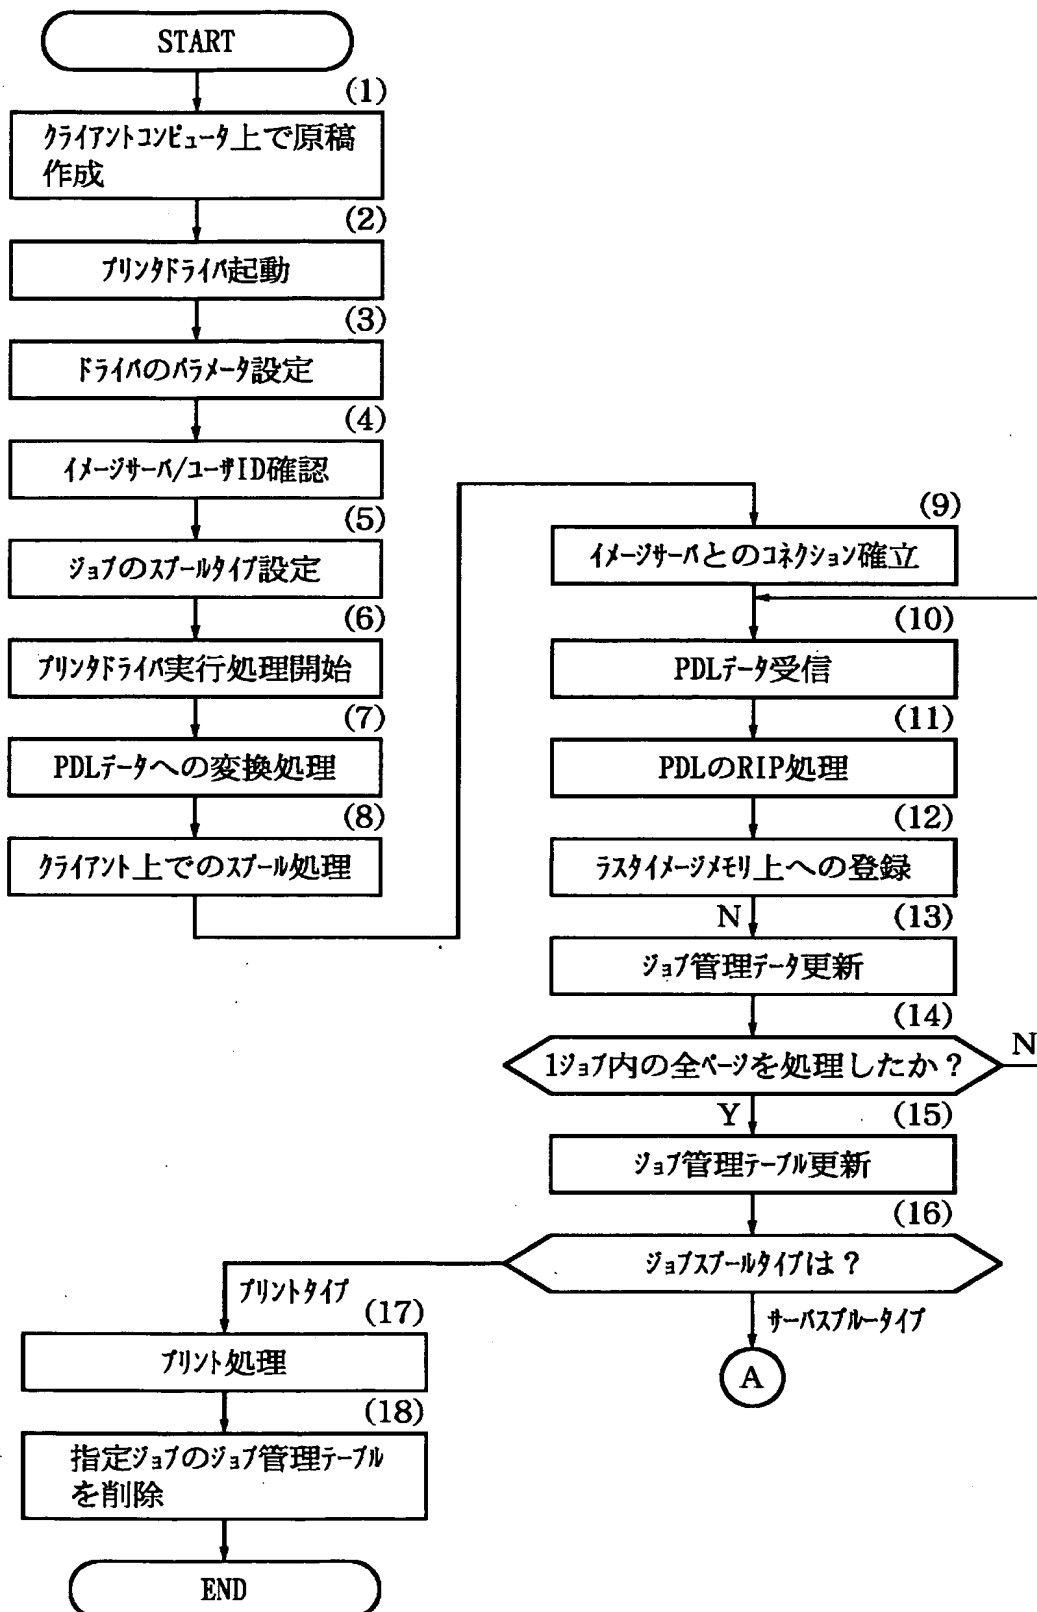 START
(1)
クライアントコンピュータ上で原稿
作成
(2)
プリンタドライバ起動
(3)
ドライバのパラメータ設定
(4)
イメージサーバ/ユーザID確認
(5)
ジョブのスプールタイプ設定
(6)
プリンタドライバ実行処理開始
(7)
PDLデータへの変換処理
(8)
クライアント上でのスプール処理
(9)
イメージサーバとのコネクション確立
(10)
PDLデータ受信
(11)
PDLのRIP処理
(12)
ラスタイメージメモリ上への登録
N
(13)
ジョブ管理データ更新
(14)
1ジョブ内の全ページを処理したか?
N
Y
(15)
ジョブ管理テーブル更新
(16)
ジョブスプールタイプは?
プリントタイプ
サーバスプルータイプ
A
(17)
プリント処理
(18)
指定ジョブのジョブ管理テーブル
を削除
END